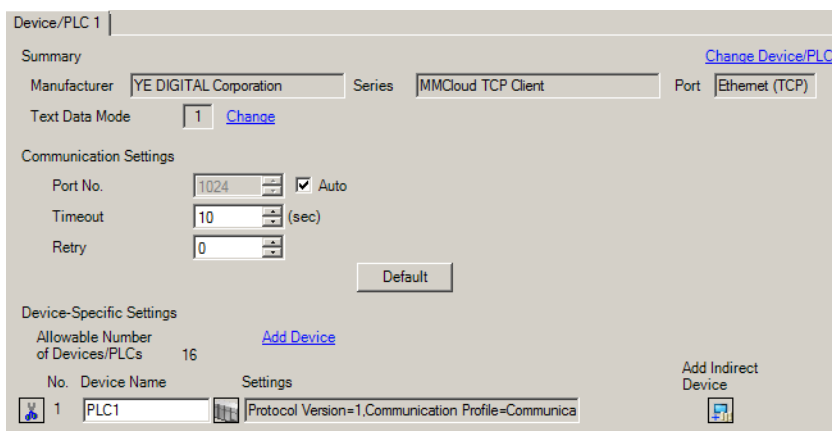 Device/PLC 1
Summary Change Device/PLC
Manufacturer YE DIGITAL Corporation Series MMCloud TCP Client Port Ethernet (TCP)
Text Data Mode 1 Change
Communication Settings
Port No. 1024 Auto
Timeout 10 (sec)
Retry 0
Default
Device-Specific Settings
Allowable Number of Devices/PLCs 16 Add Device
Add Indirect Device
No. Device Name Settings
1 PLC1 Protocol Version=1,Communication Profile=Communica